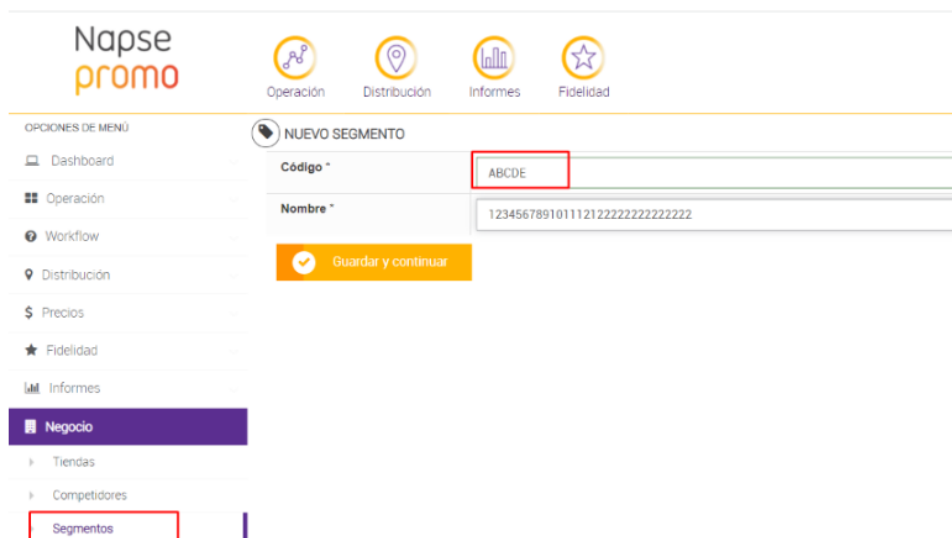 Napse
promo
Operación
Distribución
Informes
Fidelidad
OPCIONES DE MENÚ
Dashboard
Operación
Workflow
Distribución
Precios
Fidelidad
Informes
Negocio
Tiendas
Competidores
Segmentos
NUEVO SEGMENTO
Código *
ABCDE
Nombre *
1234567891011121222222222222222
Guardar y continuar